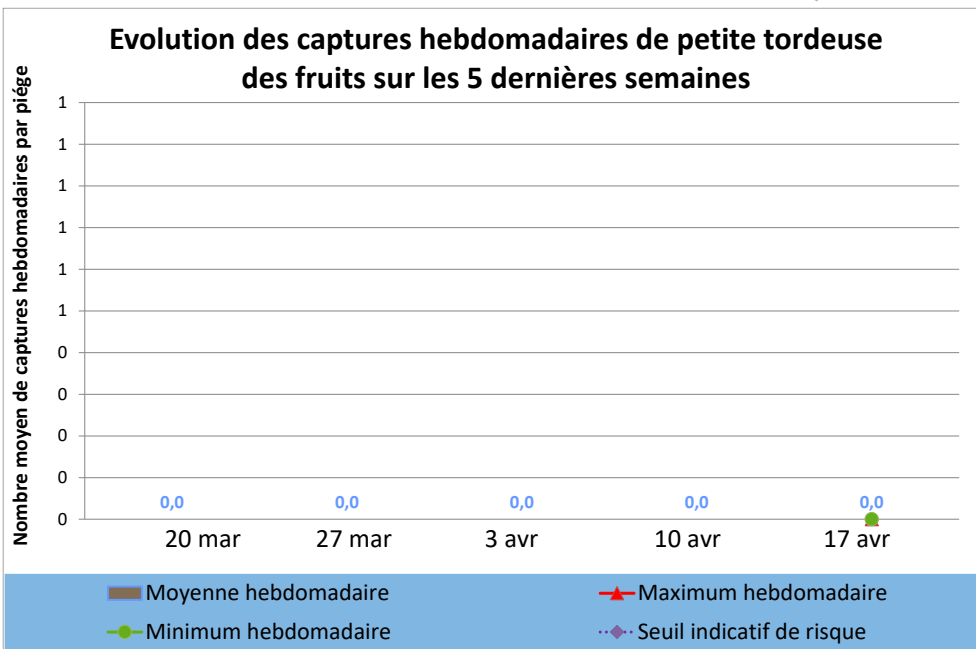 Evolution des captures hebdomadaires de petite tordeuse
des fruits sur les 5 dernières semaines
Nombre moyen de captures hebdomadaires par piége
1
1
1
1
1
1
0
0
0
0
0
0,0 0,0 0,0 0,0 0,0
20 mar 27 mar 3 avr 10 avr 17 avr
Moyenne hebdomadaire Maximum hebdomadaire
Minimum hebdomadaire Seuil indicatif de risque